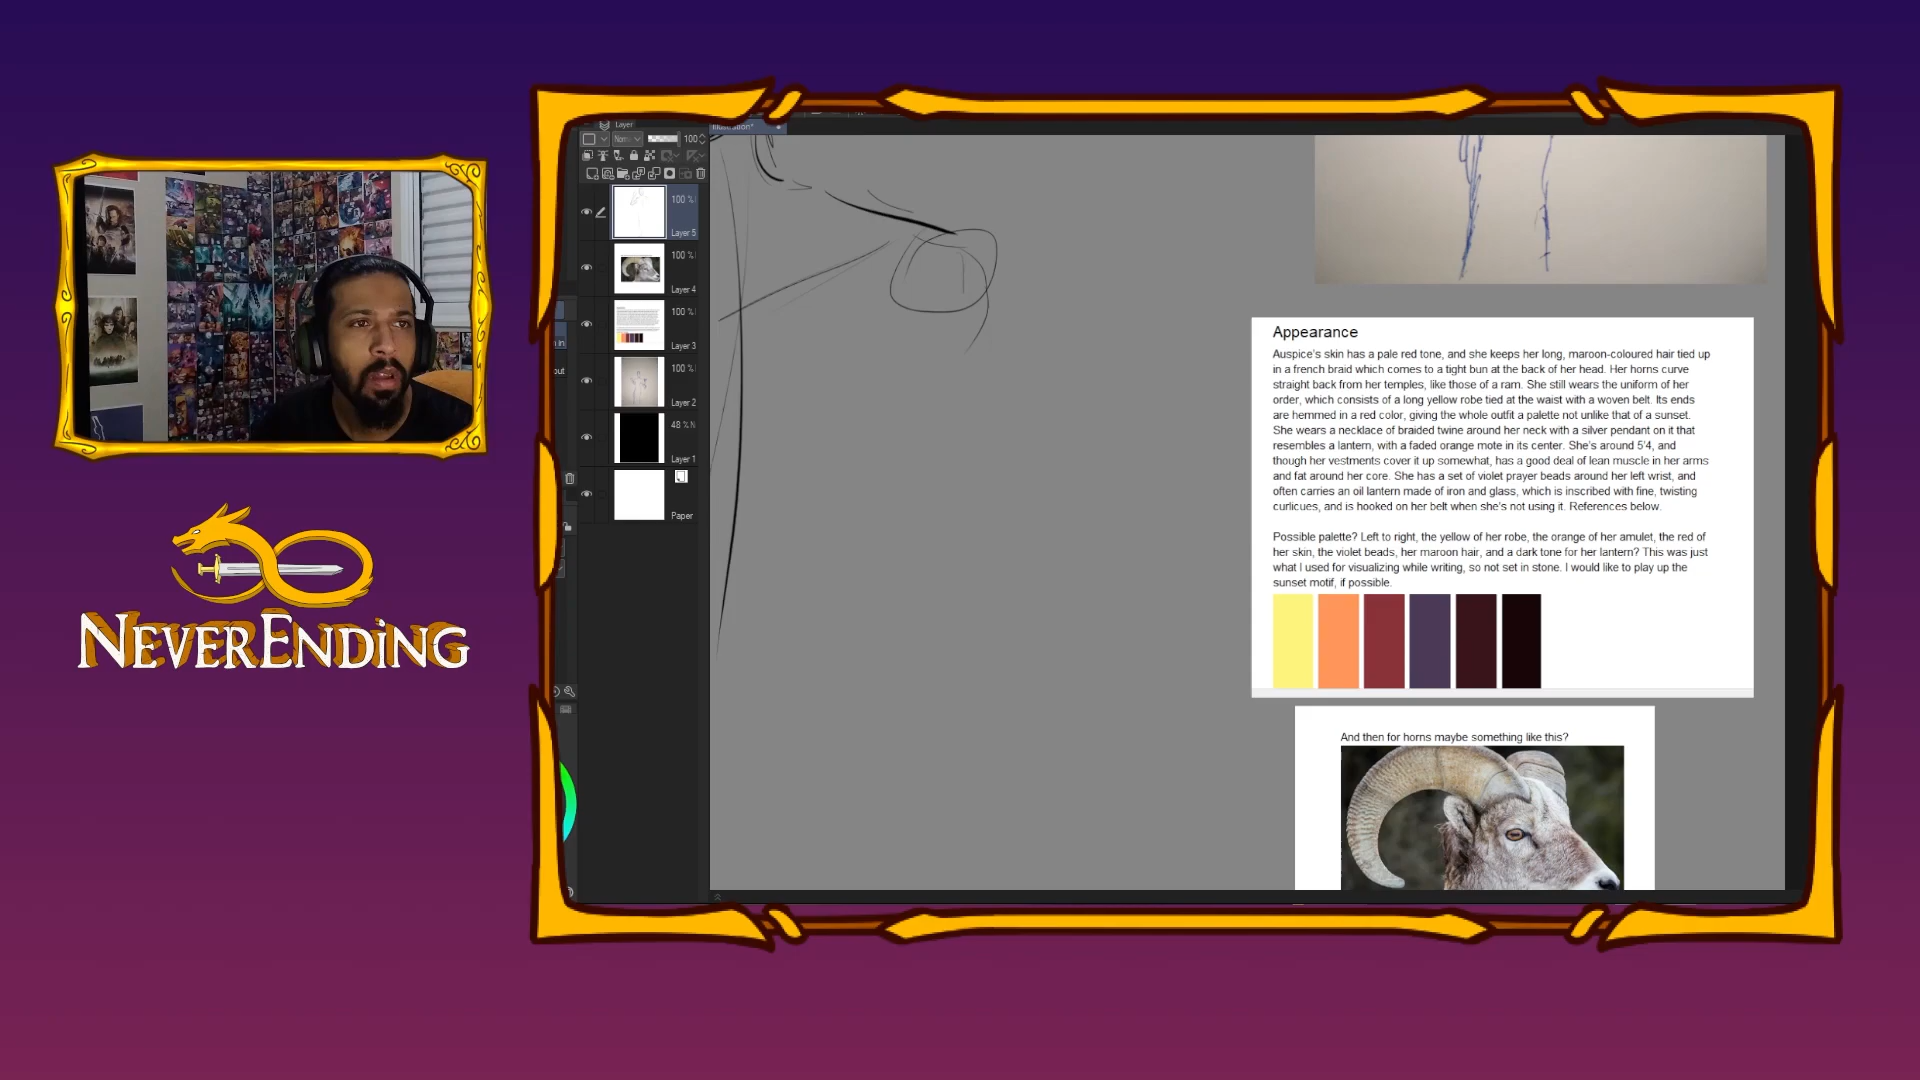 Layer
Illustration*
Norm
100
100 %
Layer 5
100 %
Layer 4
100 %
Layer 3
100 %
Layer 2
48 % N
Layer 1
Paper
NEVERENDING
Appearance
Auspice's skin has a pale red tone, and she keeps her long, maroon-coloured hair tied up
in a french braid which comes to a tight bun at the back of her head. Her horns curve
straight back from her temples, like those of a ram. She still wears the uniform of her
order, which consists of a long yellow robe tied at the waist with a woven belt. Its ends
are hemmed in a red color, giving the whole outfit a palette not unlike that of a sunset.
She wears a necklace of braided twine around her neck with a silver pendant on it that
resembles a lantern, with a faded orange mote in its center. She's around 5'4, and
though her vestments cover it up somewhat, has a good deal of lean muscle in her arms
and fat around her core. She has a set of violet prayer beads around her left wrist, and
often carries an oil lantern made of iron and glass, which is inscribed with fine, twisting
curlicues, and is hooked on her belt when she's not using it. References below.
Possible palette? Left to right, the yellow of her robe, the orange of her amulet, the red of
her skin, the violet beads, her maroon hair, and a dark tone for her lantern? This was just
what I used for visualizing while writing, so not set in stone. I would like to play up the
sunset motif, if possible.
And then for horns maybe something like this?